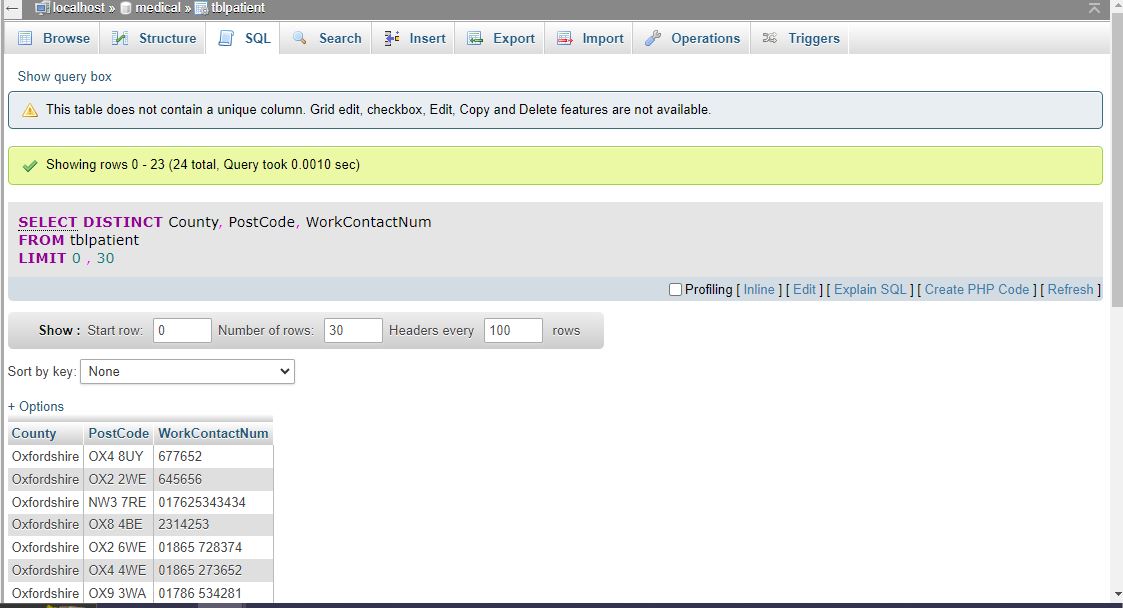 localhost » medical » tblpatient
Browse Structure SQL Search Insert Export Import Operations Triggers
Show query box
This table does not contain a unique column. Grid edit, checkbox, Edit, Copy and Delete features are not available.
Showing rows 0 - 23 (24 total, Query took 0.0010 sec)
SELECT DISTINCT County, PostCode, WorkContactNum
FROM tblpatient
LIMIT 0 , 30
Profiling [ Inline ] [ Edit ] [ Explain SQL ] [ Create PHP Code ] [ Refresh ]
Show : Start row: 0 Number of rows: 30 Headers every 100 rows
Sort by key: None
+ Options
County PostCode WorkContactNum
Oxfordshire OX4 8UY 677652
Oxfordshire OX2 2WE 645656
Oxfordshire NW3 7RE 017625343434
Oxfordshire OX8 4BE 2314253
Oxfordshire OX2 6WE 01865 728374
Oxfordshire OX4 4WE 01865 273652
Oxfordshire OX9 3WA 01786 534281